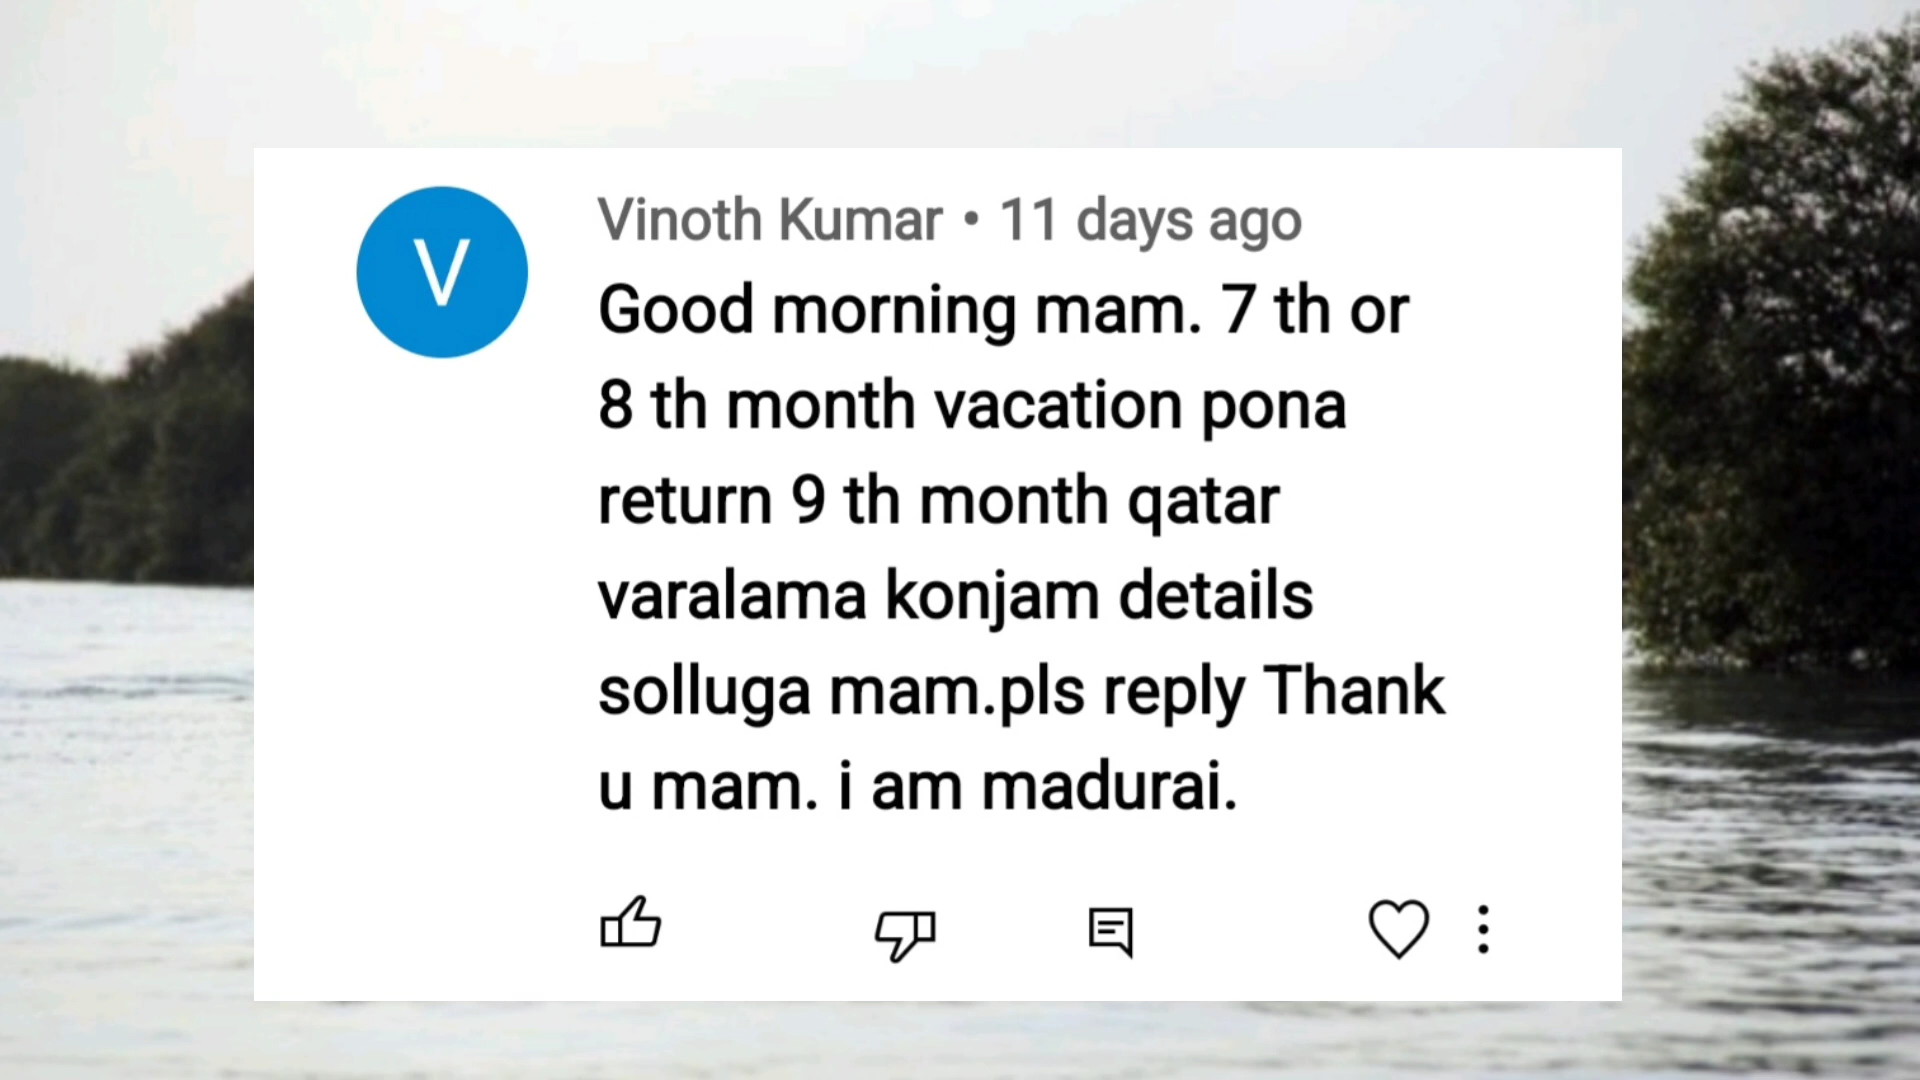 V
Vinoth Kumar • 11 days ago
Good morning mam. 7 th or
8 th month vacation pona
return 9 th month qatar
varalama konjam details
solluga mam.pls reply Thank
u mam. i am madurai.